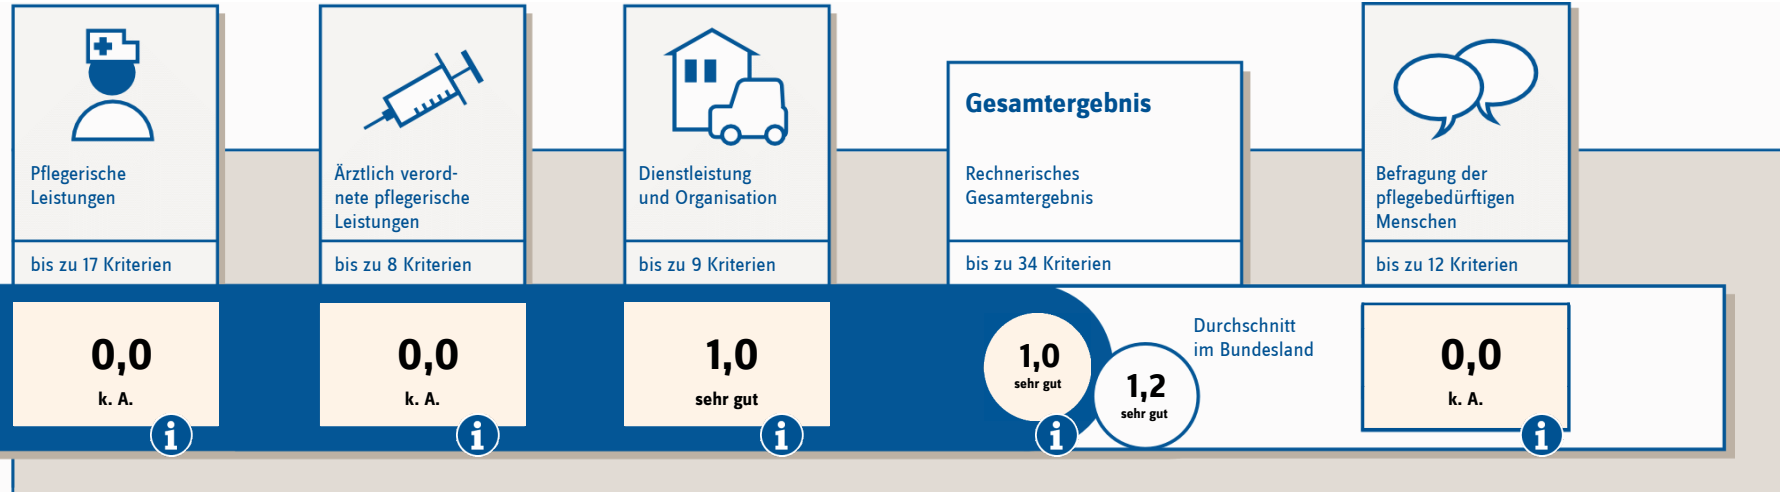 Pflegerische
Leistungen
bis zu 17 Kriterien
0,0
k. A.
i
Ärztlich verord-
nete pflegerische
Leistungen
bis zu 8 Kriterien
0,0
k. A.
i
Dienstleistung
und Organisation
bis zu 9 Kriterien
1,0
sehr gut
i
Gesamtergebnis
Rechnerisches
Gesamtergebnis
bis zu 34 Kriterien
1,0
sehr gut
i
1,2
sehr gut
Durchschnitt
im Bundesland
Befragung der
pflegebedürftigen
Menschen
bis zu 12 Kriterien
0,0
k. A.
i